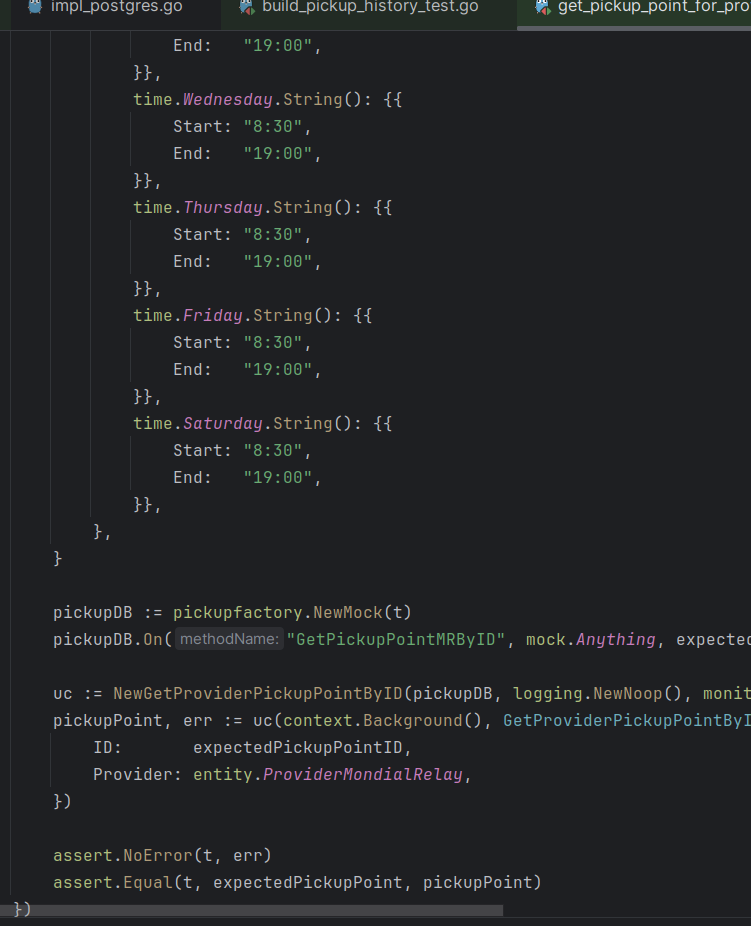 impl_postgres.go build_pickup_history_test.go get_pickup_point_for_pro
End: "19:00",
}},
time.Wednesday.String(): {{
Start: "8:30",
End: "19:00",
}},
time.Thursday.String(): {{
Start: "8:30",
End: "19:00",
}},
time.Friday.String(): {{
Start: "8:30",
End: "19:00",
}},
time.Saturday.String(): {{
Start: "8:30",
End: "19:00",
}},
},
}
pickupDB := pickupfactory.NewMock(t)
pickupDB.On( methodName: "GetPickupPointMRByID", mock.Anything, expected
uc := NewGetProviderPickupPointByID(pickupDB, logging.NewNoop(), monit
pickupPoint, err := uc(context.Background(), GetProviderPickupPointByI
ID: expectedPickupPointID,
Provider: entity.ProviderMondialRelay,
})
assert.NoError(t, err)
assert.Equal(t, expectedPickupPoint, pickupPoint)
})